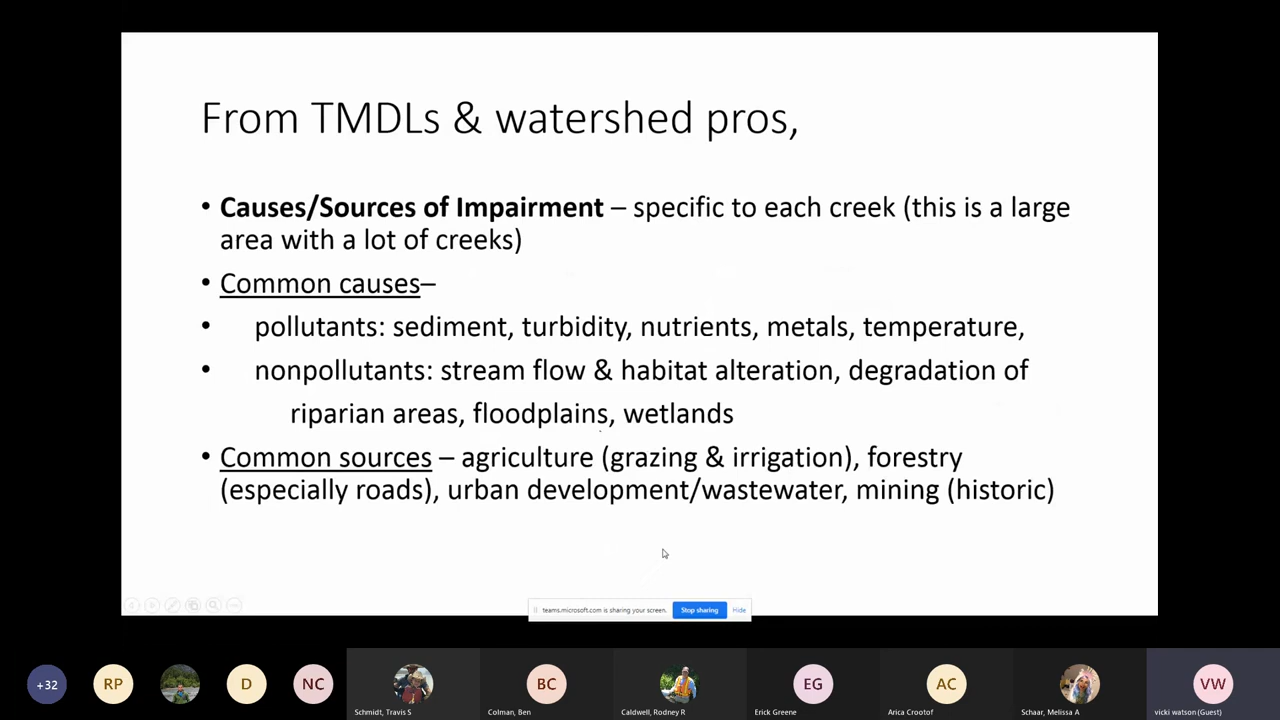 From TMDLs & watershed pros,
• Causes/Sources of Impairment – specific to each creek (this is a large
area with a lot of creeks)
• Common causes–
• pollutants: sediment, turbidity, nutrients, metals, temperature,
• nonpollutants: stream flow & habitat alteration, degradation of
riparian areas, floodplains, wetlands
• Common sources – agriculture (grazing & irrigation), forestry
(especially roads), urban development/wastewater, mining (historic)
teams.microsoft.com is sharing your screen. Stop sharing Hide
+32 RP D NC BC EG AC VW
Schmidt, Travis S Colman, Ben Caldwell, Rodney R Erick Greene Arica Crootof Schaar, Melissa A vicki watson (Guest)